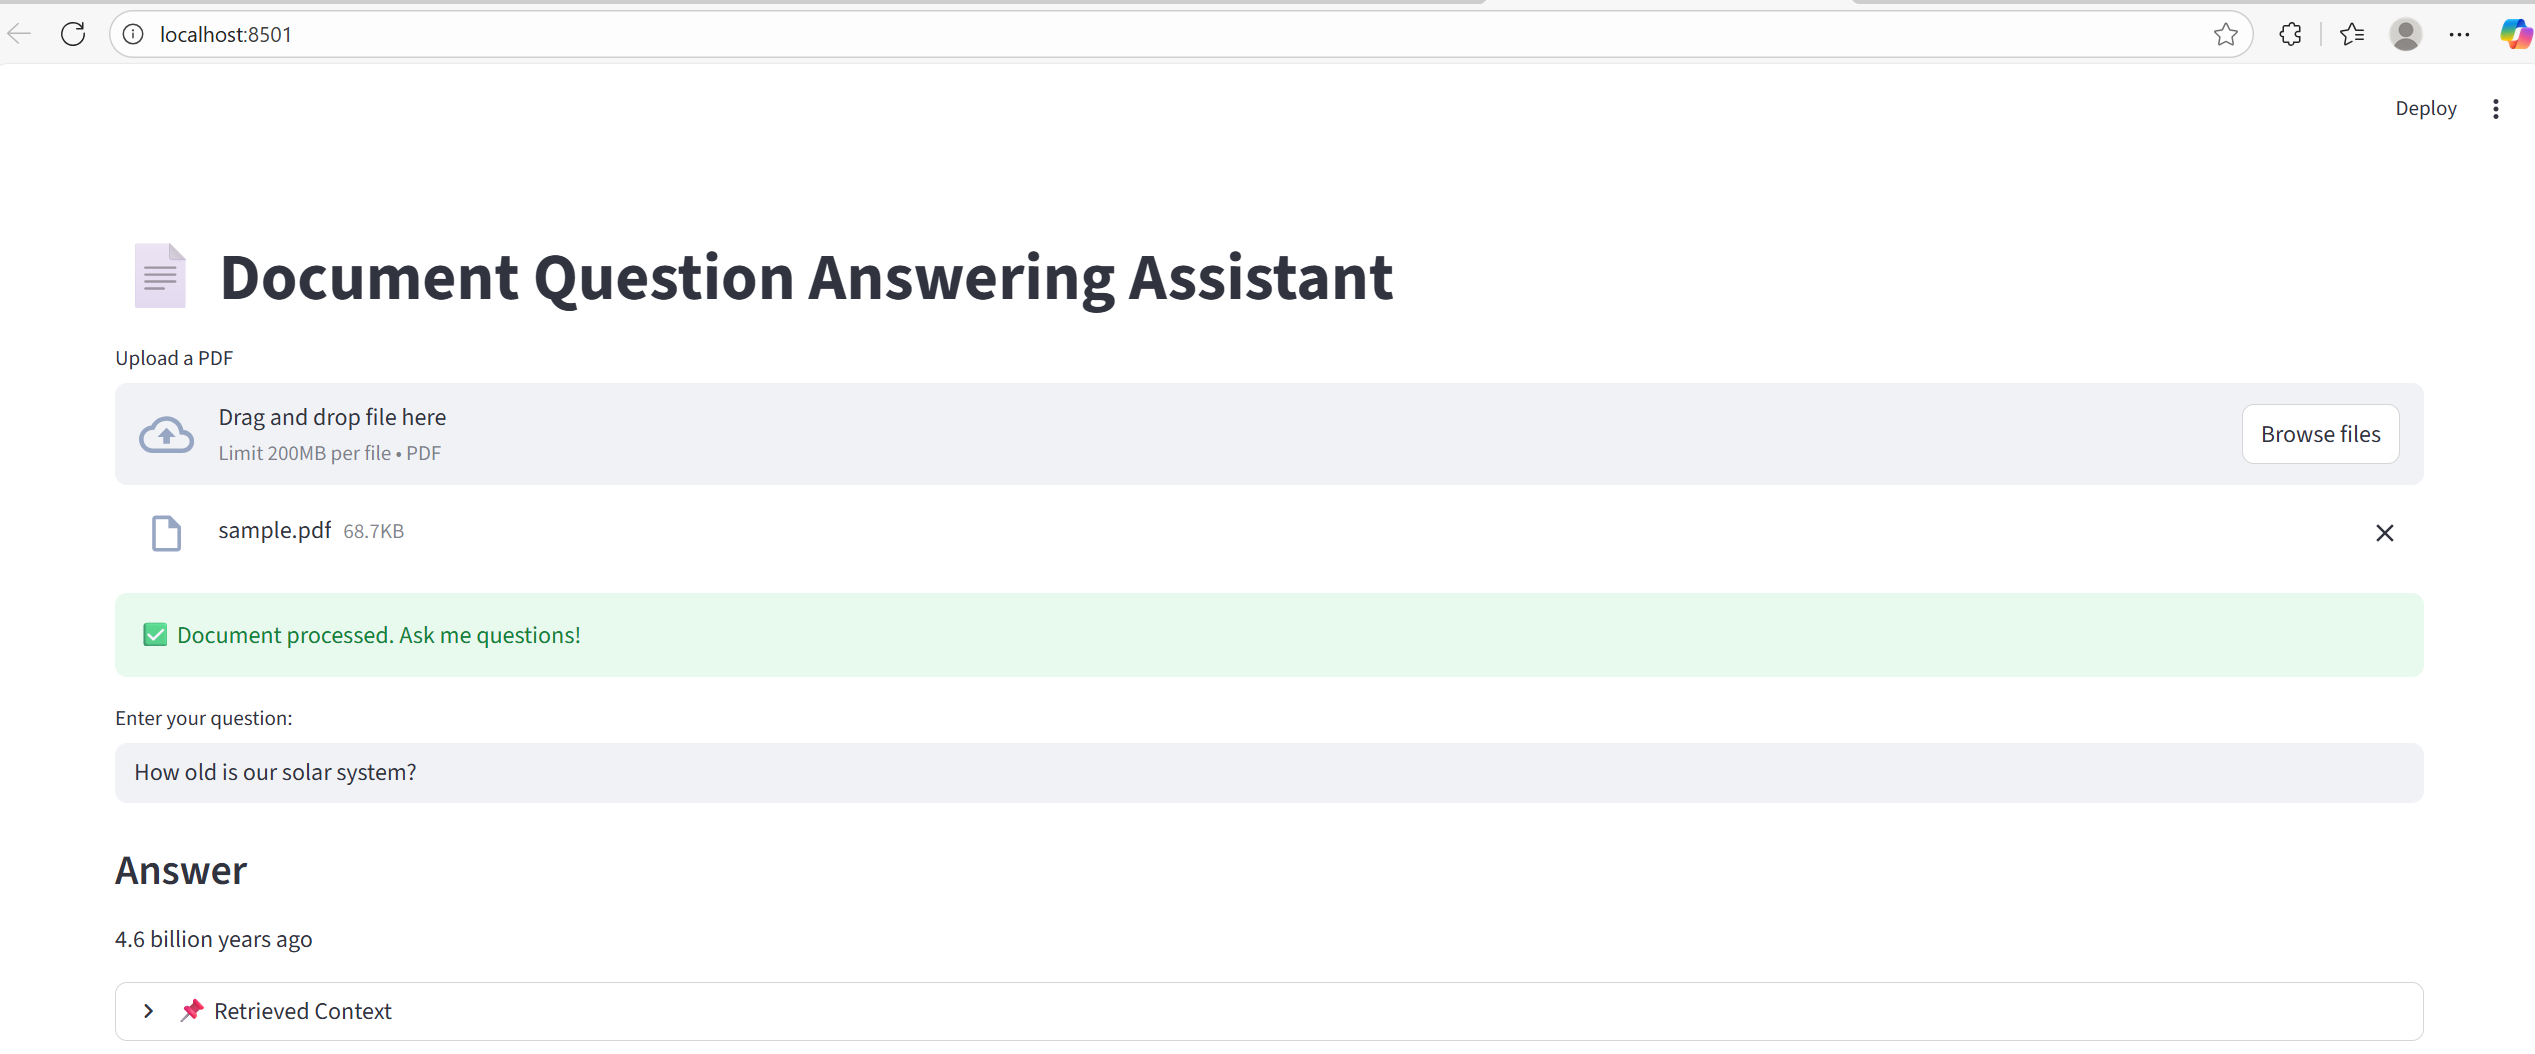 localhost:8501
Deploy
Document Question Answering Assistant
Upload a PDF
Drag and drop file here
Limit 200MB per file • PDF
Browse files
sample.pdf 68.7KB
Document processed. Ask me questions!
Enter your question:
How old is our solar system?
Answer
4.6 billion years ago
Retrieved Context